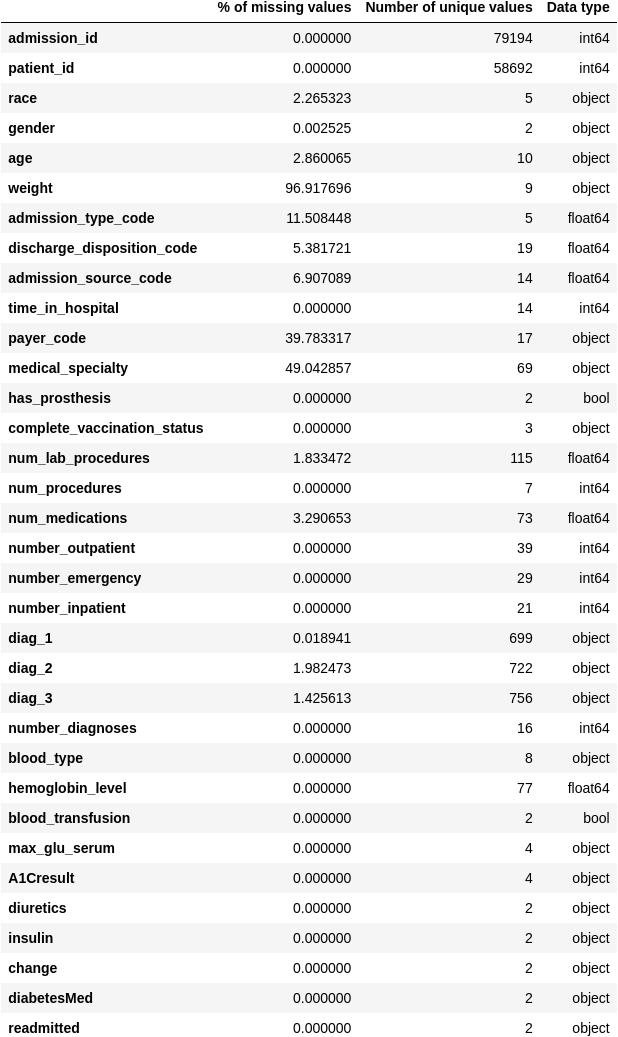 % of missing values Number of unique values Data type
admission_id 0.000000 79194 int64
patient_id 0.000000 58692 int64
race 2.265323 5 object
gender 0.002525 2 object
age 2.860065 10 object
weight 96.917696 9 object
admission_type_code 11.508448 5 float64
discharge_disposition_code 5.381721 19 float64
admission_source_code 6.907089 14 float64
time_in_hospital 0.000000 14 int64
payer_code 39.783317 17 object
medical_specialty 49.042857 69 object
has_prosthesis 0.000000 2 bool
complete_vaccination_status 0.000000 3 object
num_lab_procedures 1.833472 115 float64
num_procedures 0.000000 7 int64
num_medications 3.290653 73 float64
number_outpatient 0.000000 39 int64
number_emergency 0.000000 29 int64
number_inpatient 0.000000 21 int64
diag_1 0.018941 699 object
diag_2 1.982473 722 object
diag_3 1.425613 756 object
number_diagnoses 0.000000 16 int64
blood_type 0.000000 8 object
hemoglobin_level 0.000000 77 float64
blood_transfusion 0.000000 2 bool
max_glu_serum 0.000000 4 object
A1Cresult 0.000000 4 object
diuretics 0.000000 2 object
insulin 0.000000 2 object
change 0.000000 2 object
diabetesMed 0.000000 2 object
readmitted 0.000000 2 object